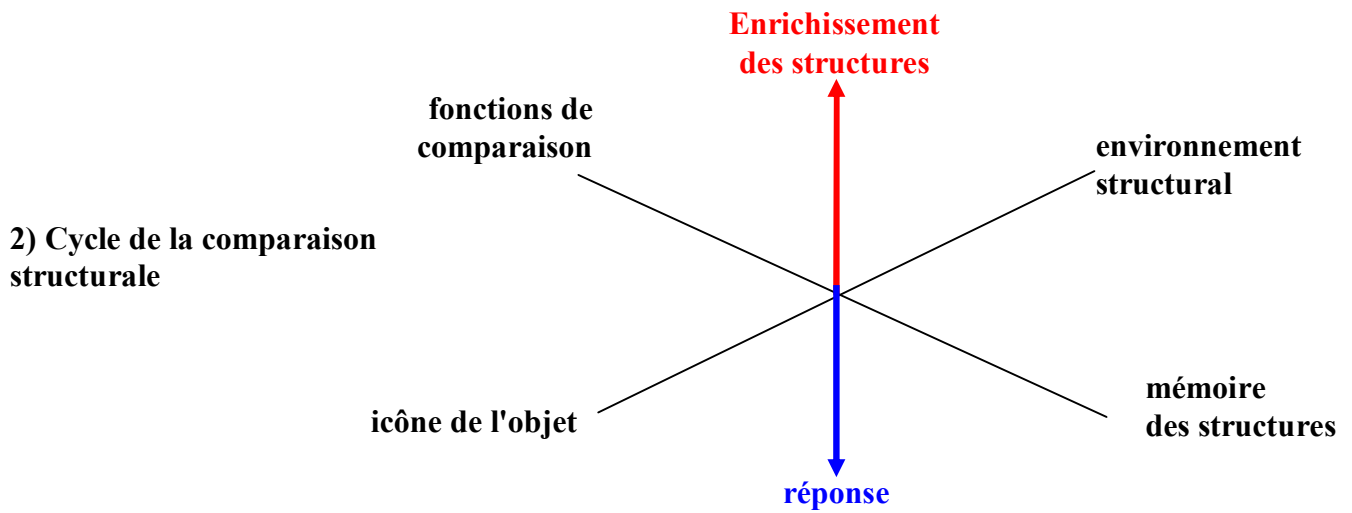 Enrichissement
des structures
fonctions de
comparaison
environnement
structural
2) Cycle de la comparaison
structurale
icône de l'objet
mémoire
des structures
réponse